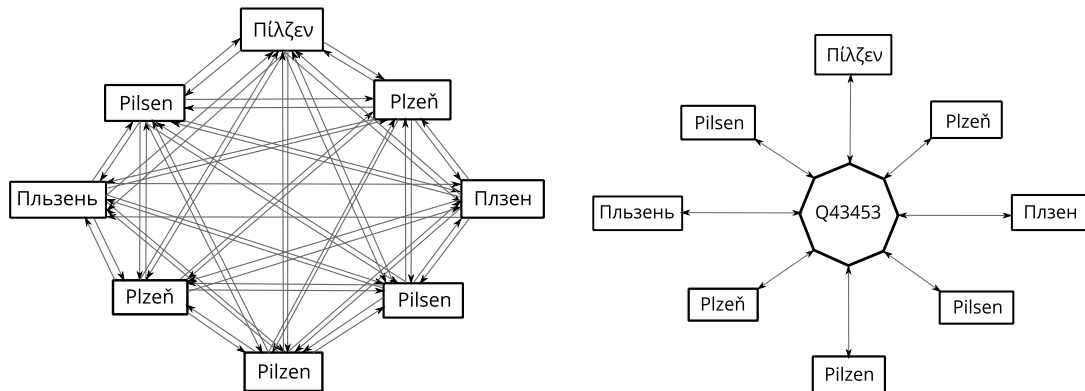 Πίλζεν
Pilsen
Plzeň
Пльзень
Плзен
Plzeň
Pilsen
Pilzen
Πίλζεν
Pilsen
Plzeň
Пльзень
Q43453
Плзен
Plzeň
Pilsen
Pilzen